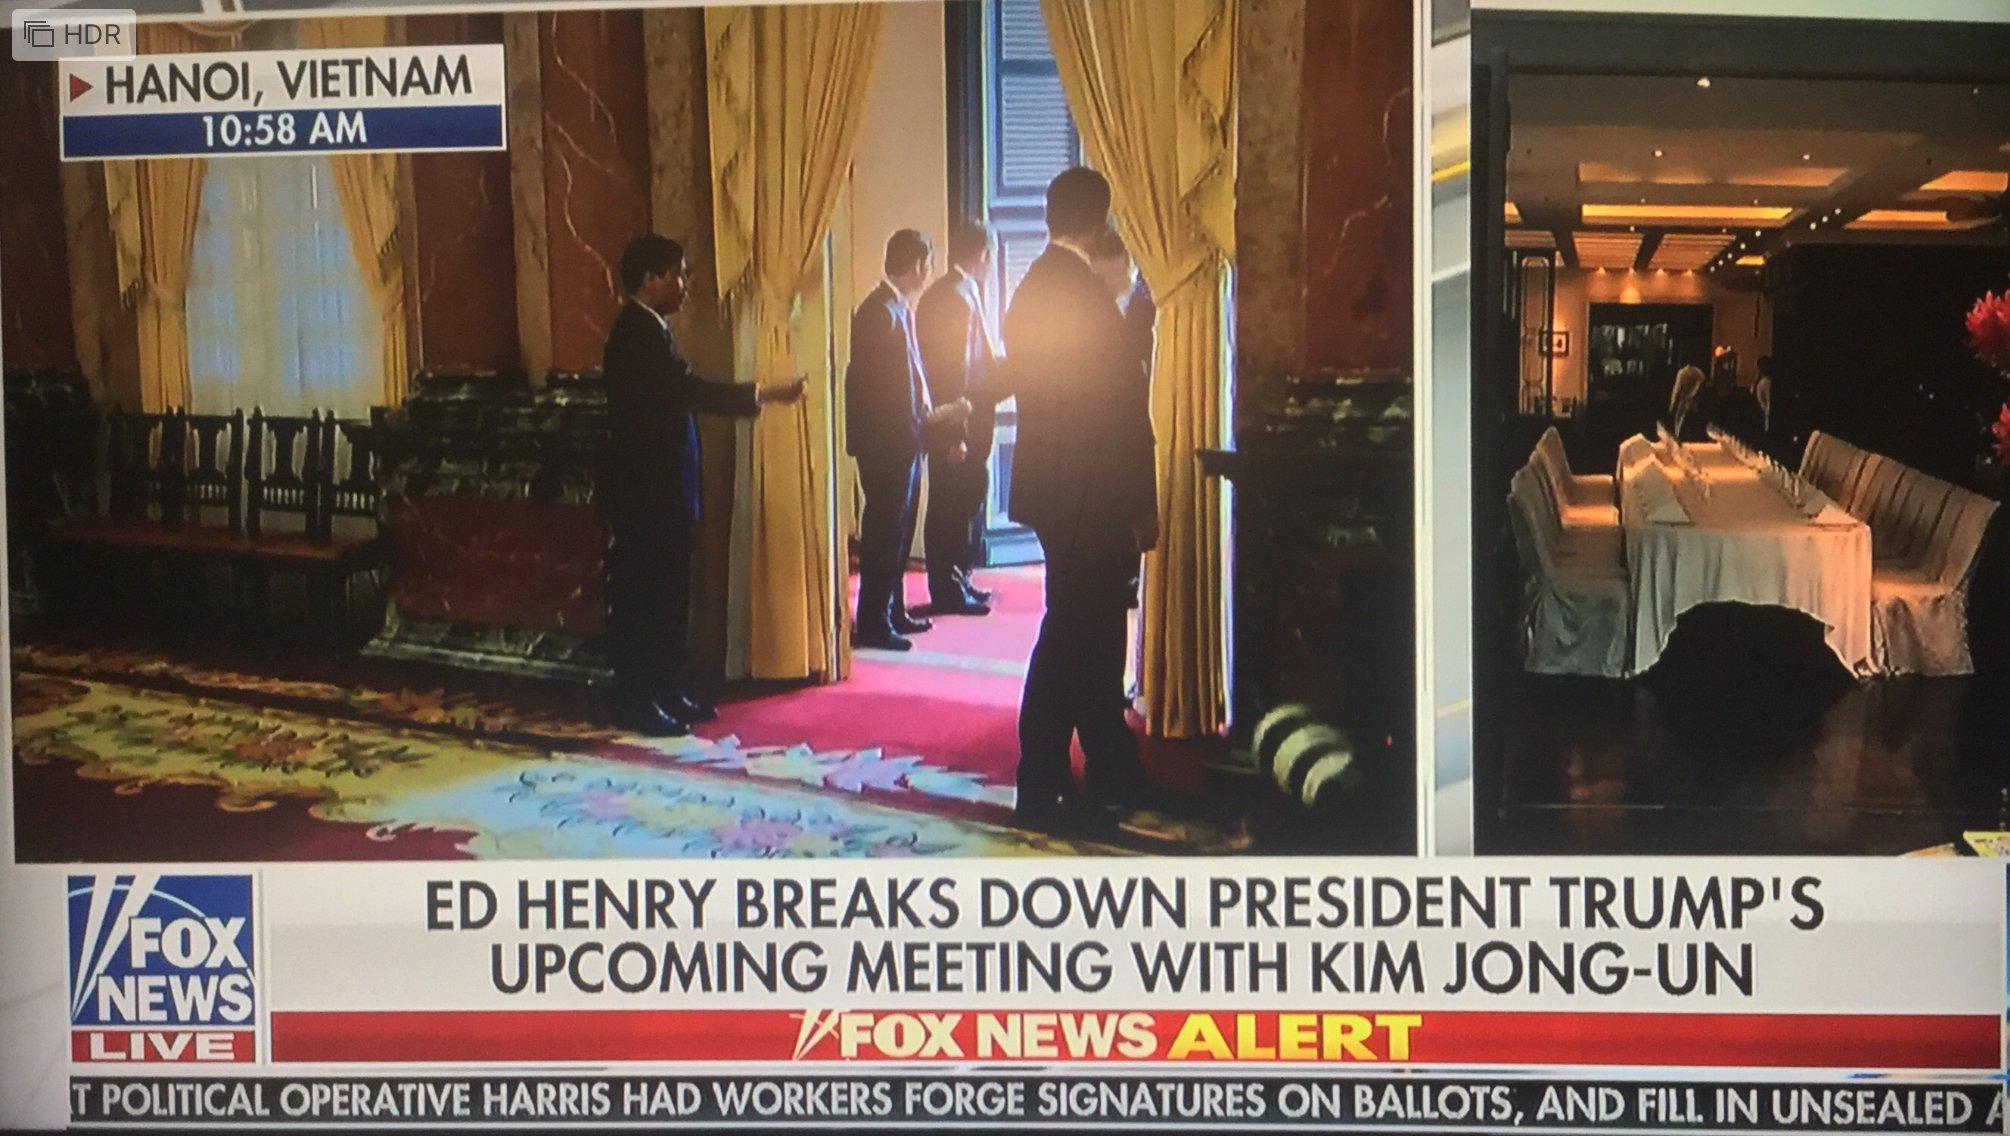 HDR
HANOI, VIETNAM
10:58 AM
ED HENRY BREAKS DOWN PRESIDENT TRUMP'S
UPCOMING MEETING WITH KIM JONG-UN
FOX
NEWS
LIVE
FOX NEWS ALERT
T POLITICAL OPERATIVE HARRIS HAD WORKERS FORGE SIGNATURES ON BALLOTS, AND FILL IN UNSEALED A